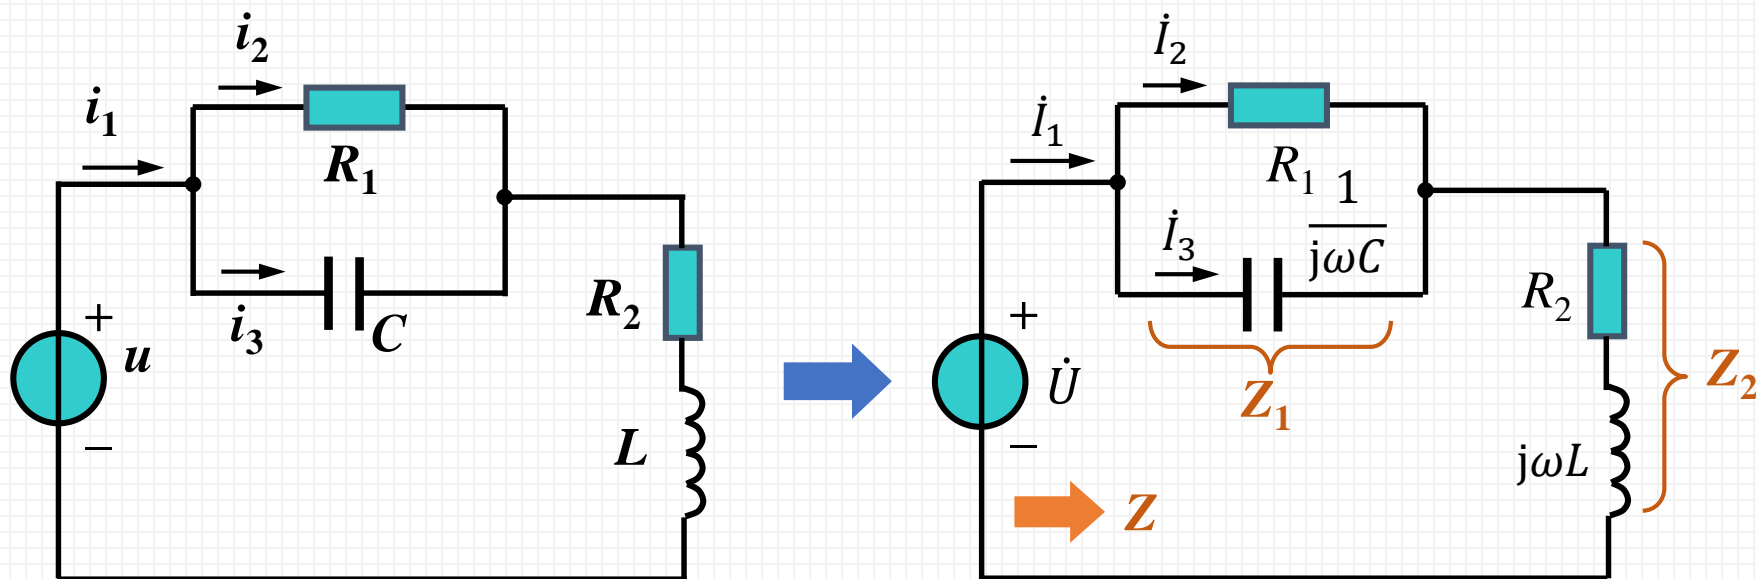 i₂
i₁
R₁
i₃
C
+
u
−
R₂
L
İ₂
İ₁
R₁
İ₃
1/jωC
Z₁
+
U̇
−
R₂
jωL
Z₂
Z